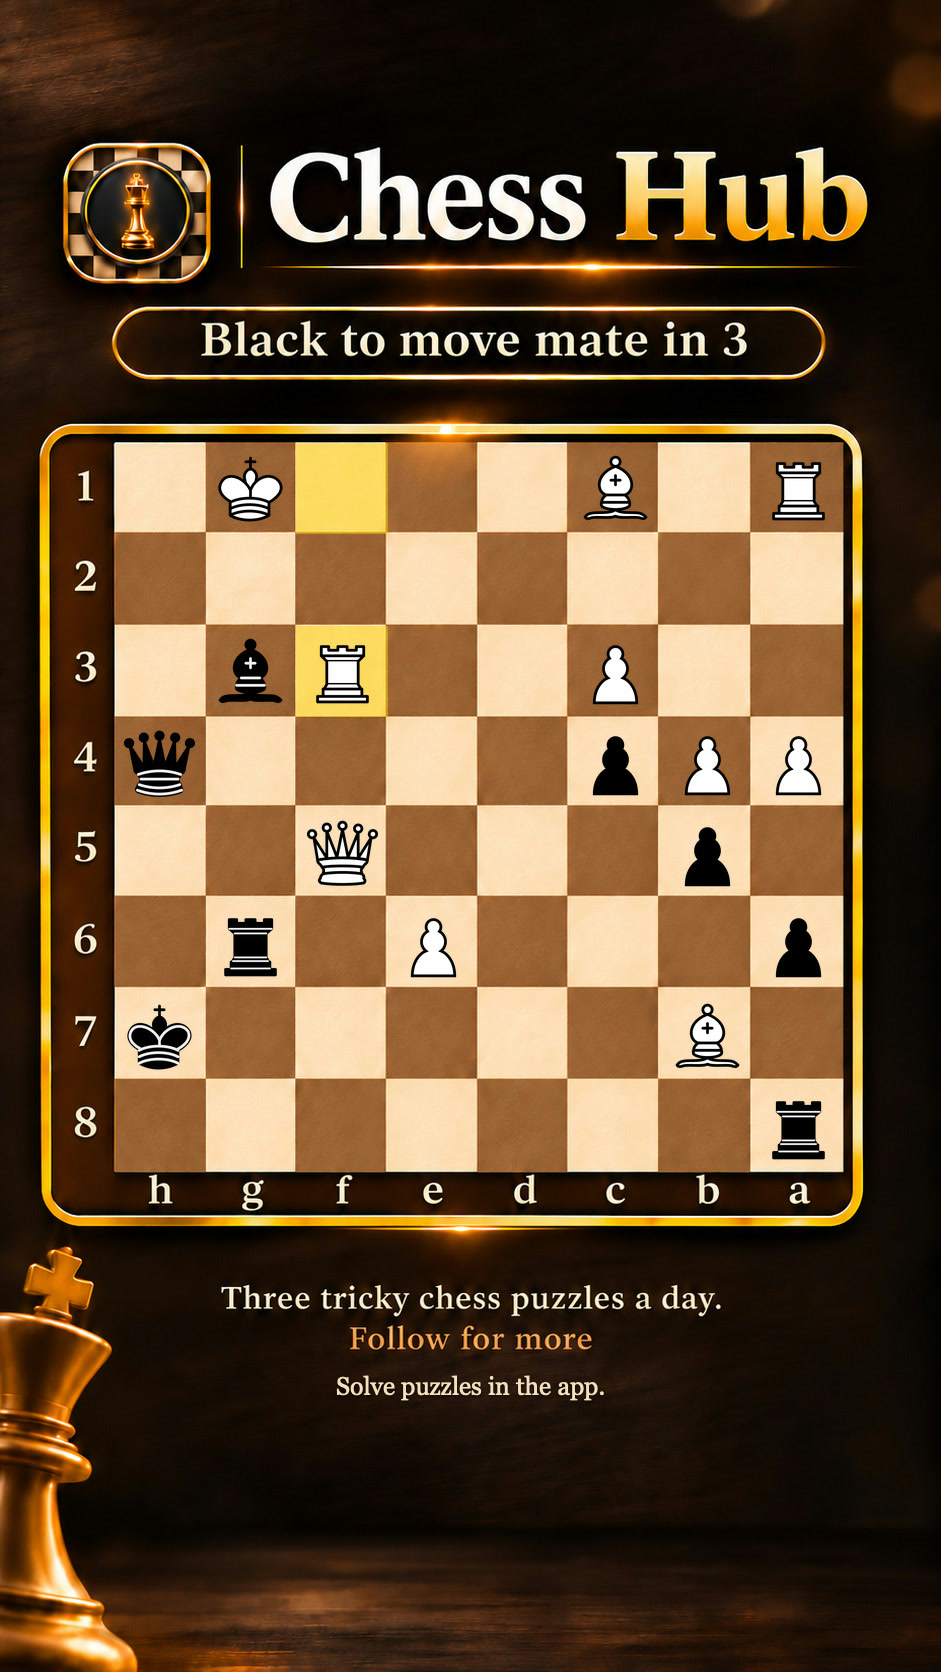 Chess Hub
Black to move mate in 3
1
2
3
4
5
6
7
8
h g f e d c b a
Three tricky chess puzzles a day.
Follow for more
Solve puzzles in the app.